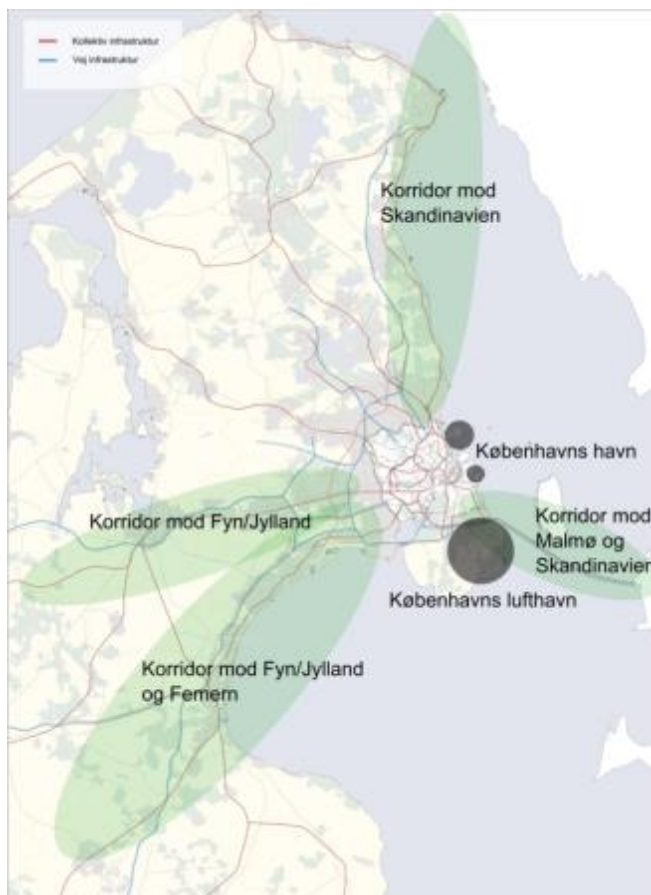 Kollektiv infrastruktur
Vej infrastruktur
Korridor mod
Skandinavien
Københavns havn
Korridor mod Fyn/Jylland
Korridor mod
Malmø og
Skandinavien
Københavns lufthavn
Korridor mod Fyn/Jylland
og Femern